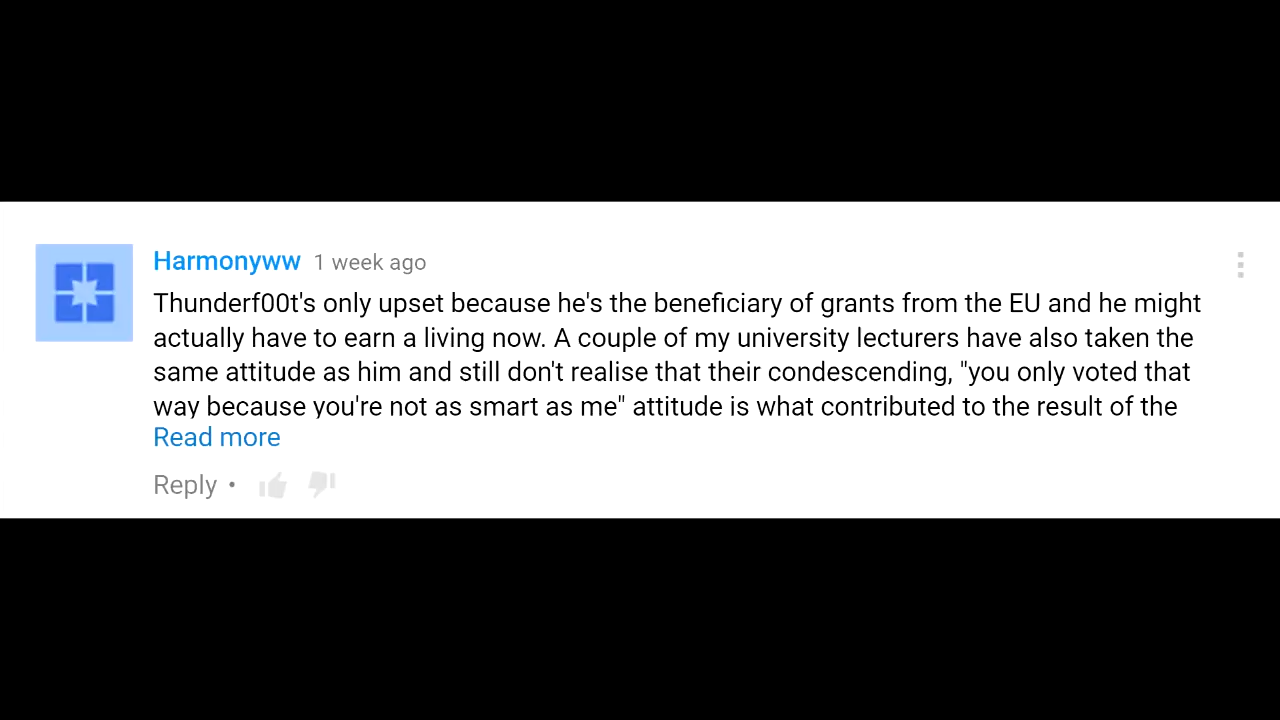 Harmonyww 1 week ago
Thunderf00t's only upset because he's the beneficiary of grants from the EU and he might
actually have to earn a living now. A couple of my university lecturers have also taken the
same attitude as him and still don't realise that their condescending, "you only voted that
way because you're not as smart as me" attitude is what contributed to the result of the
Read more
Reply •